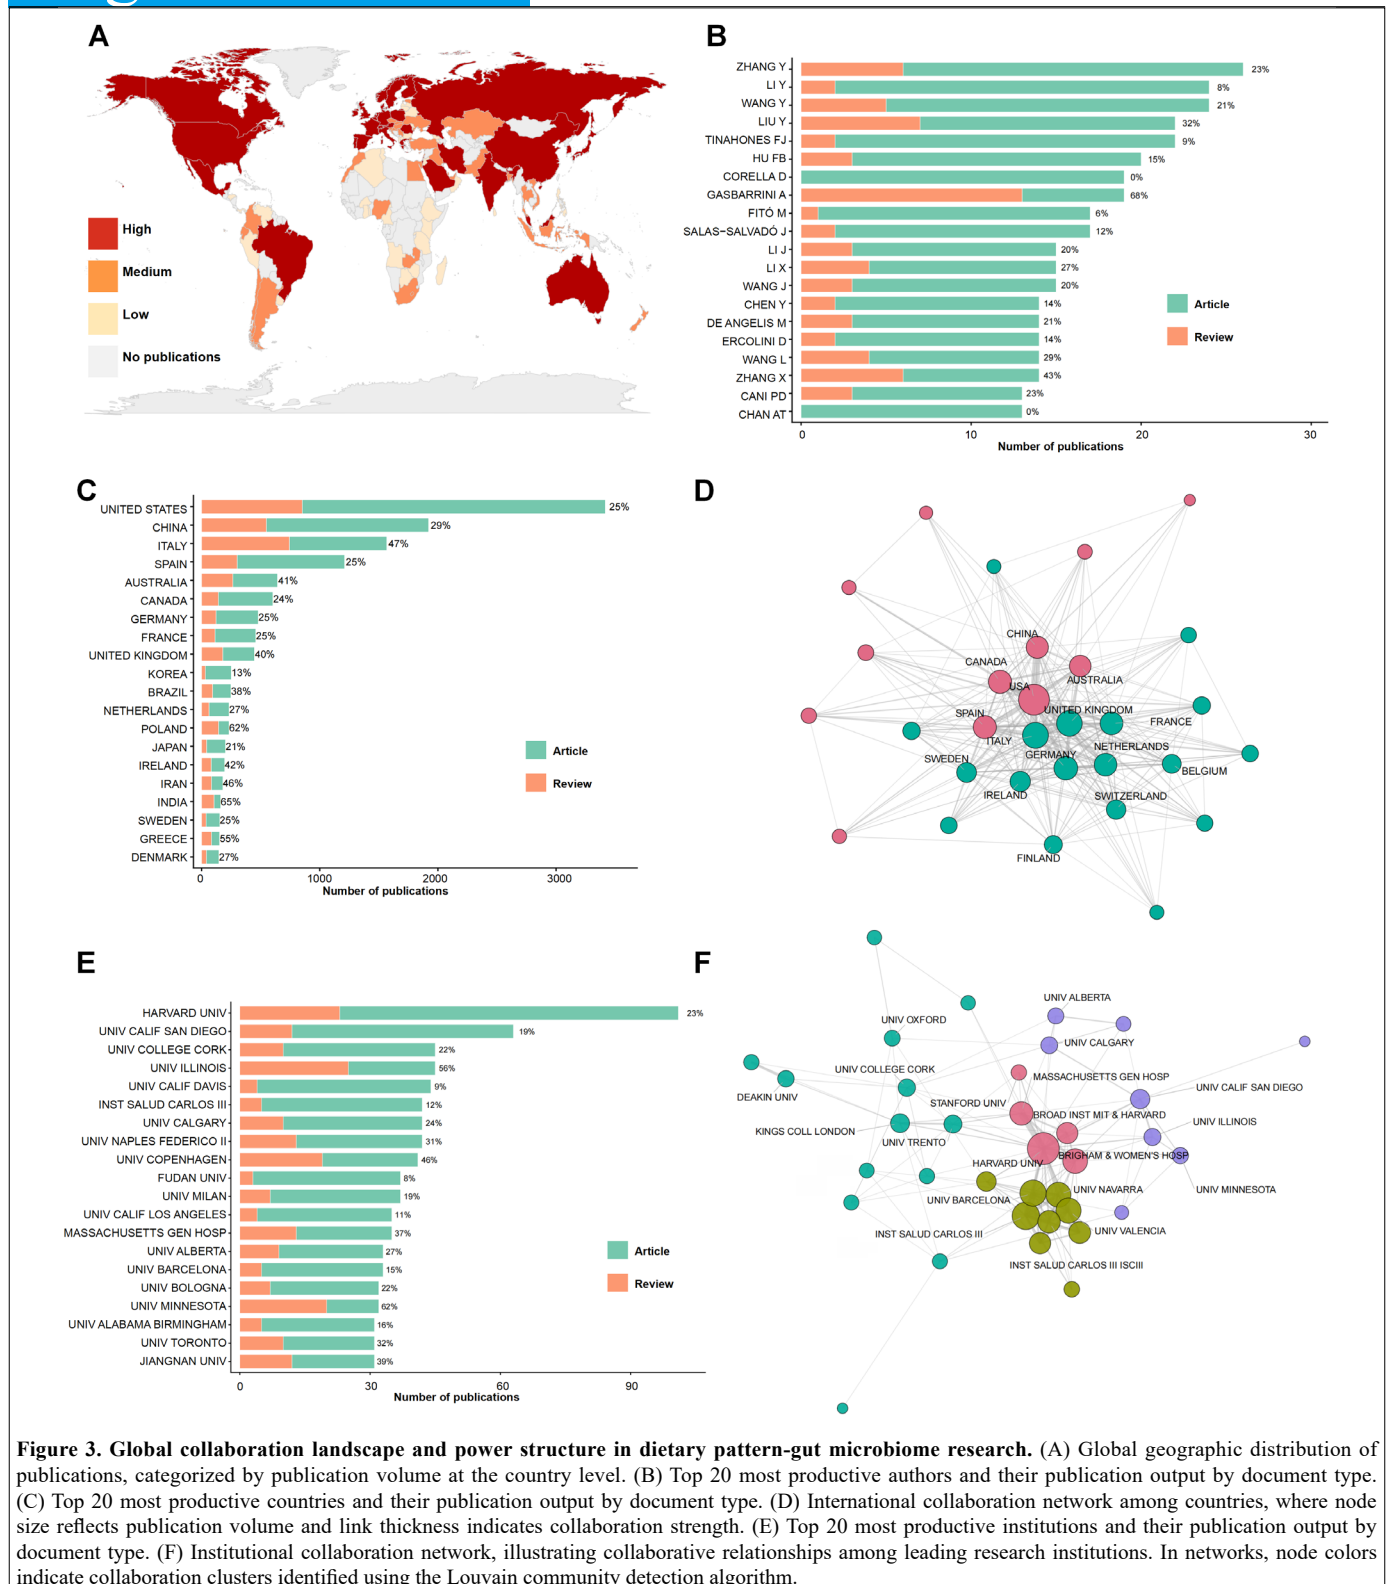 A
High
Medium
Low
No publications
B
ZHANG Y 23%
LI Y 8%
WANG Y 21%
LIU Y 32%
TINAHONES FJ 9%
HU FB 15%
CORELLA D 0%
GASBARRINI A 68%
FITÓ M 6%
SALAS−SALVADÓ J 12%
LI J 20%
LI X 27%
WANG J 20%
CHEN Y 14%
DE ANGELIS M 21%
ERCOLINI D 14%
WANG L 29%
ZHANG X 43%
CANI PD 23%
CHAN AT 0%
Article
Review
0 10 20 30
Number of publications
C
UNITED STATES 25%
CHINA 29%
ITALY 47%
SPAIN 25%
AUSTRALIA 41%
CANADA 24%
GERMANY 25%
FRANCE 25%
UNITED KINGDOM 40%
KOREA 13%
BRAZIL 38%
NETHERLANDS 27%
POLAND 62%
JAPAN 21%
IRELAND 42%
IRAN 46%
INDIA 65%
SWEDEN 25%
GREECE 55%
DENMARK 27%
Article
Review
0 1000 2000 3000
Number of publications
D
CHINA
CANADA
AUSTRALIA
USA
SPAIN
UNITED KINGDOM
FRANCE
ITALY
NETHERLANDS
SWEDEN
GERMANY
BELGIUM
IRELAND
SWITZERLAND
FINLAND
E
HARVARD UNIV 23%
UNIV CALIF SAN DIEGO 19%
UNIV COLLEGE CORK 22%
UNIV ILLINOIS 56%
UNIV CALIF DAVIS 9%
INST SALUD CARLOS III 12%
UNIV CALGARY 24%
UNIV NAPLES FEDERICO II 31%
UNIV COPENHAGEN 46%
FUDAN UNIV 8%
UNIV MILAN 19%
UNIV CALIF LOS ANGELES 11%
MASSACHUSETTS GEN HOSP 37%
UNIV ALBERTA 27%
UNIV BARCELONA 15%
UNIV BOLOGNA 22%
UNIV MINNESOTA 62%
UNIV ALABAMA BIRMINGHAM 16%
UNIV TORONTO 32%
JIANGNAN UNIV 39%
Article
Review
0 30 60 90
Number of publications
F
UNIV ALBERTA
UNIV OXFORD
UNIV CALGARY
UNIV COLLEGE CORK
MASSACHUSETTS GEN HOSP
UNIV CALIF SAN DIEGO
DEAKIN UNIV
STANFORD UNIV
BROAD INST MIT & HARVARD
UNIV ILLINOIS
KINGS COLL LONDON
UNIV TRENTO
BRIGHAM & WOMEN'S HOSP
HARVARD UNIV
UNIV NAVARRA
UNIV MINNESOTA
UNIV BARCELONA
UNIV VALENCIA
INST SALUD CARLOS III
INST SALUD CARLOS III ISCIII
Figure 3. Global collaboration landscape and power structure in dietary pattern-gut microbiome research. (A) Global geographic distribution of
publications, categorized by publication volume at the country level. (B) Top 20 most productive authors and their publication output by document type.
(C) Top 20 most productive countries and their publication output by document type. (D) International collaboration network among countries, where node
size reflects publication volume and link thickness indicates collaboration strength. (E) Top 20 most productive institutions and their publication output by
document type. (F) Institutional collaboration network, illustrating collaborative relationships among leading research institutions. In networks, node colors
indicate collaboration clusters identified using the Louvain community detection algorithm.